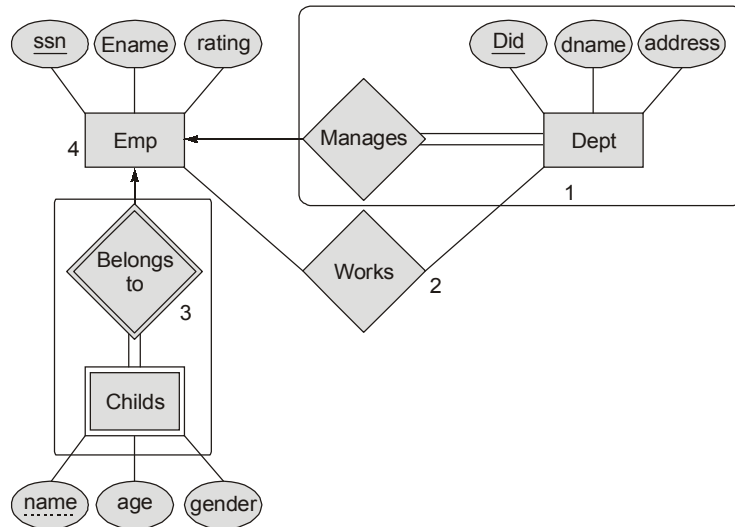 ssn Ename rating Did dname address
Manages
4 Emp Dept
1
Belongs
to
Works
2
3
Childs
name age gender